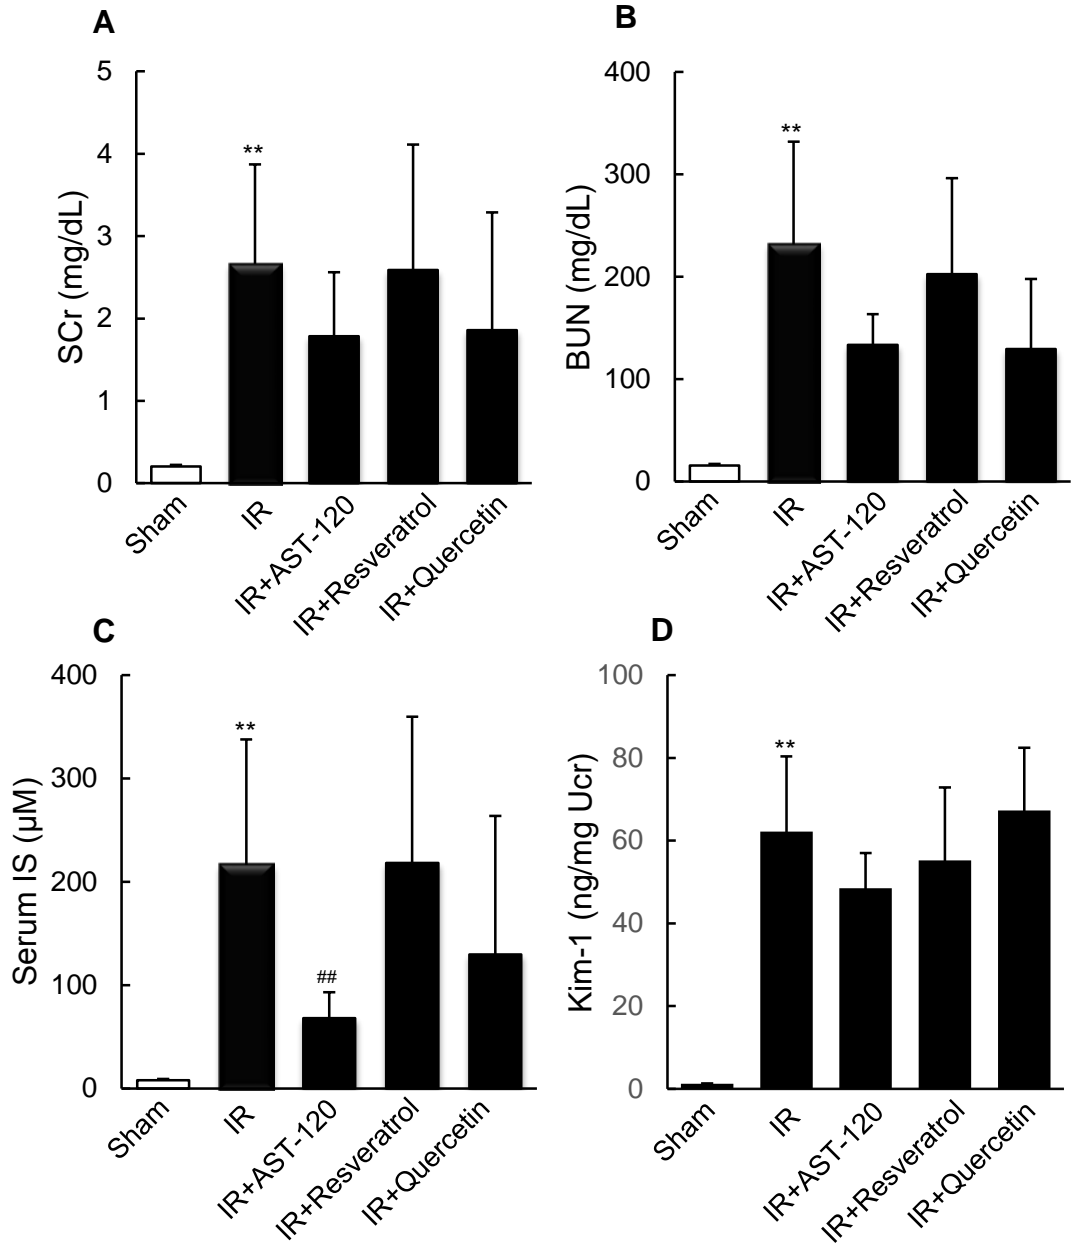 A
SCr (mg/dL)
5
4
3
2
1
0
**
Sham
IR
IR+AST-120
IR+Resveratrol
IR+Quercetin
B
BUN (mg/dL)
400
300
200
100
0
**
Sham
IR
IR+AST-120
IR+Resveratrol
IR+Quercetin
C
Serum IS (µM)
400
300
200
100
0
**
##
Sham
IR
IR+AST-120
IR+Resveratrol
IR+Quercetin
D
Kim-1 (ng/mg Ucr)
100
80
60
40
20
0
**
Sham
IR
IR+AST-120
IR+Resveratrol
IR+Quercetin